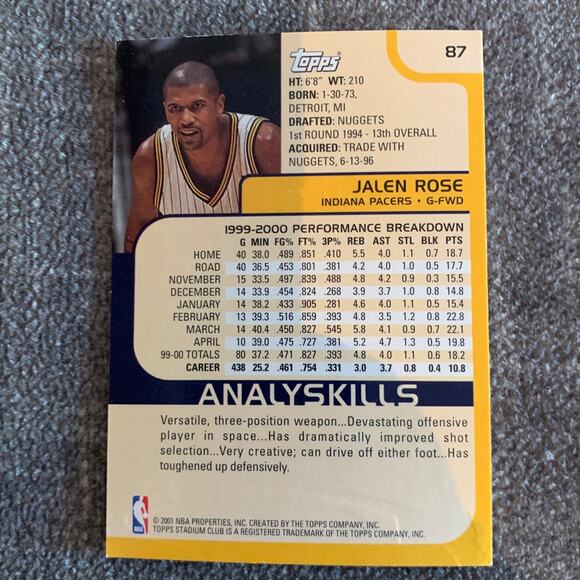 87
TOPPS
HT: 6'8" WT: 210
BORN: 1-30-73,
DETROIT, MI
DRAFTED: NUGGETS
1st ROUND 1994 - 13th OVERALL
ACQUIRED: TRADE WITH
NUGGETS, 6-13-96
JALEN ROSE
INDIANA PACERS • G-FWD
1999-2000 PERFORMANCE BREAKDOWN
G MIN FG% FT% 3P% REB AST STL BLK PTS
HOME 40 38.0 .489 .851 .410 5.5 4.0 1.1 0.7 18.7
ROAD 40 36.5 .453 .801 .381 4.2 4.0 1.0 0.5 17.7
NOVEMBER 15 33.5 .539 .849 .490 4.8 4.2 0.9 0.3 15.5
DECEMBER 14 33.9 .454 .824 .268 3.9 3.7 1.0 0.8 14.8
JANUARY 14 38.2 .433 .905 .281 4.6 4.0 1.1 0.5 15.4
FEBRUARY 13 39.3 .516 .859 .389 4.5 3.5 1.2 0.8 22.8
MARCH 14 40.4 .450 .827 .545 5.8 4.1 0.9 0.7 22.1
APRIL 10 39.0 .475 .727 .381 5.2 4.7 1.3 0.5 19.8
99-00 TOTALS 80 37.2 .471 .827 .393 4.8 4.0 1.1 0.6 18.2
CAREER 438 25.2 .461 .754 .331 3.0 3.7 0.8 0.4 10.8
ANALYSKILLS
Versatile, three-position weapon...Devastating offensive
player in space...Has dramatically improved shot
selection...Very creative; can drive off either foot...Has
toughened up defensively.
NBA
© 2001 NBA PROPERTIES, INC. CREATED BY THE TOPPS COMPANY, INC.
TOPPS STADIUM CLUB IS A REGISTERED TRADEMARK OF THE TOPPS COMPANY, INC.